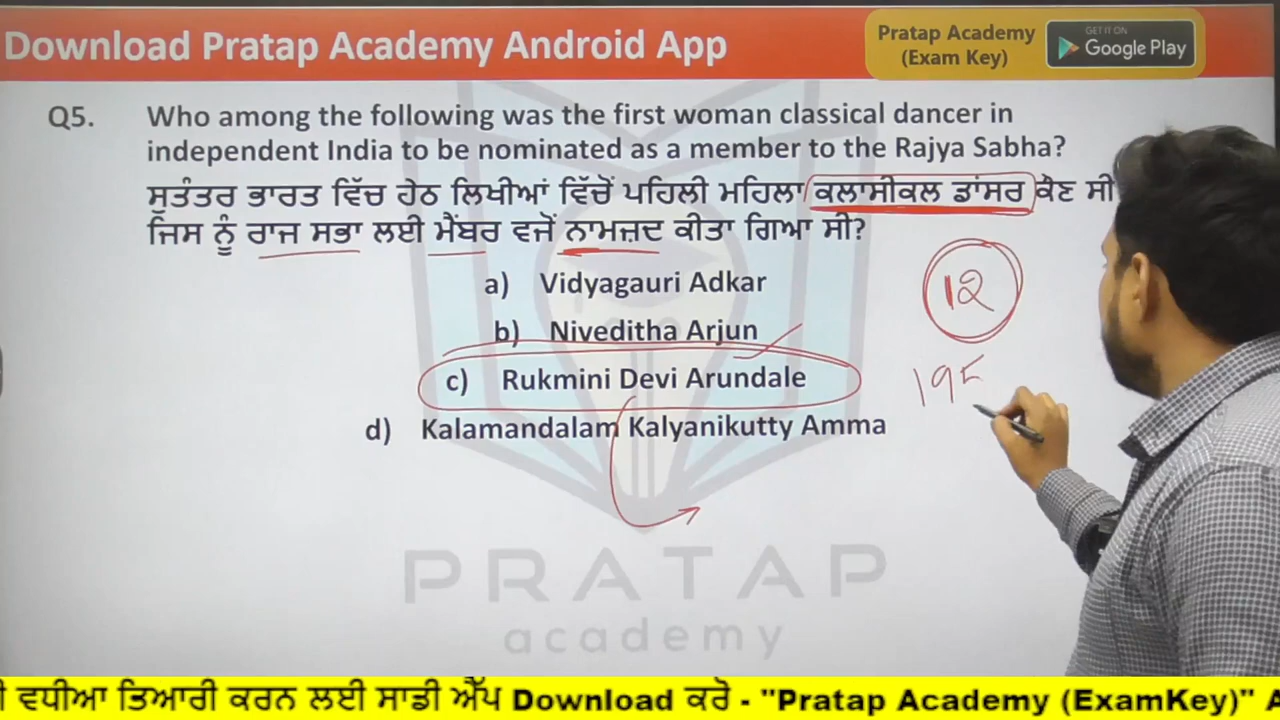 Download Pratap Academy Android App
Pratap Academy
(Exam Key)
GET IT ON
Google Play
Q5. Who among the following was the first woman classical dancer in
independent India to be nominated as a member to the Rajya Sabha?
ਸੁਤੰਤਰ ਭਾਰਤ ਵਿੱਚ ਹੇਠ ਲਿਖੀਆਂ ਵਿੱਚੋਂ ਪਹਿਲੀ ਮਹਿਲਾ ਕਲਾਸੀਕਲ ਡਾਂਸਰ ਕੈਣ ਸੀ
ਜਿਸ ਨੂੰ ਰਾਜ ਸਭਾ ਲਈ ਮੈਂਬਰ ਵਜੋਂ ਨਾਮਜ਼ਦ ਕੀਤਾ ਗਿਆ ਸੀ?
12
a) Vidyagauri Adkar
b) Niveditha Arjun
c) Rukmini Devi Arundale
195
d) Kalamandalam Kalyanikutty Amma
PRATAP
academy
ੀ ਵਧੀਆ ਤਿਆਰੀ ਕਰਨ ਲਈ ਸਾਡੀ ਐੱਪ Download ਕਰੋ - "Pratap Academy (ExamKey)" A